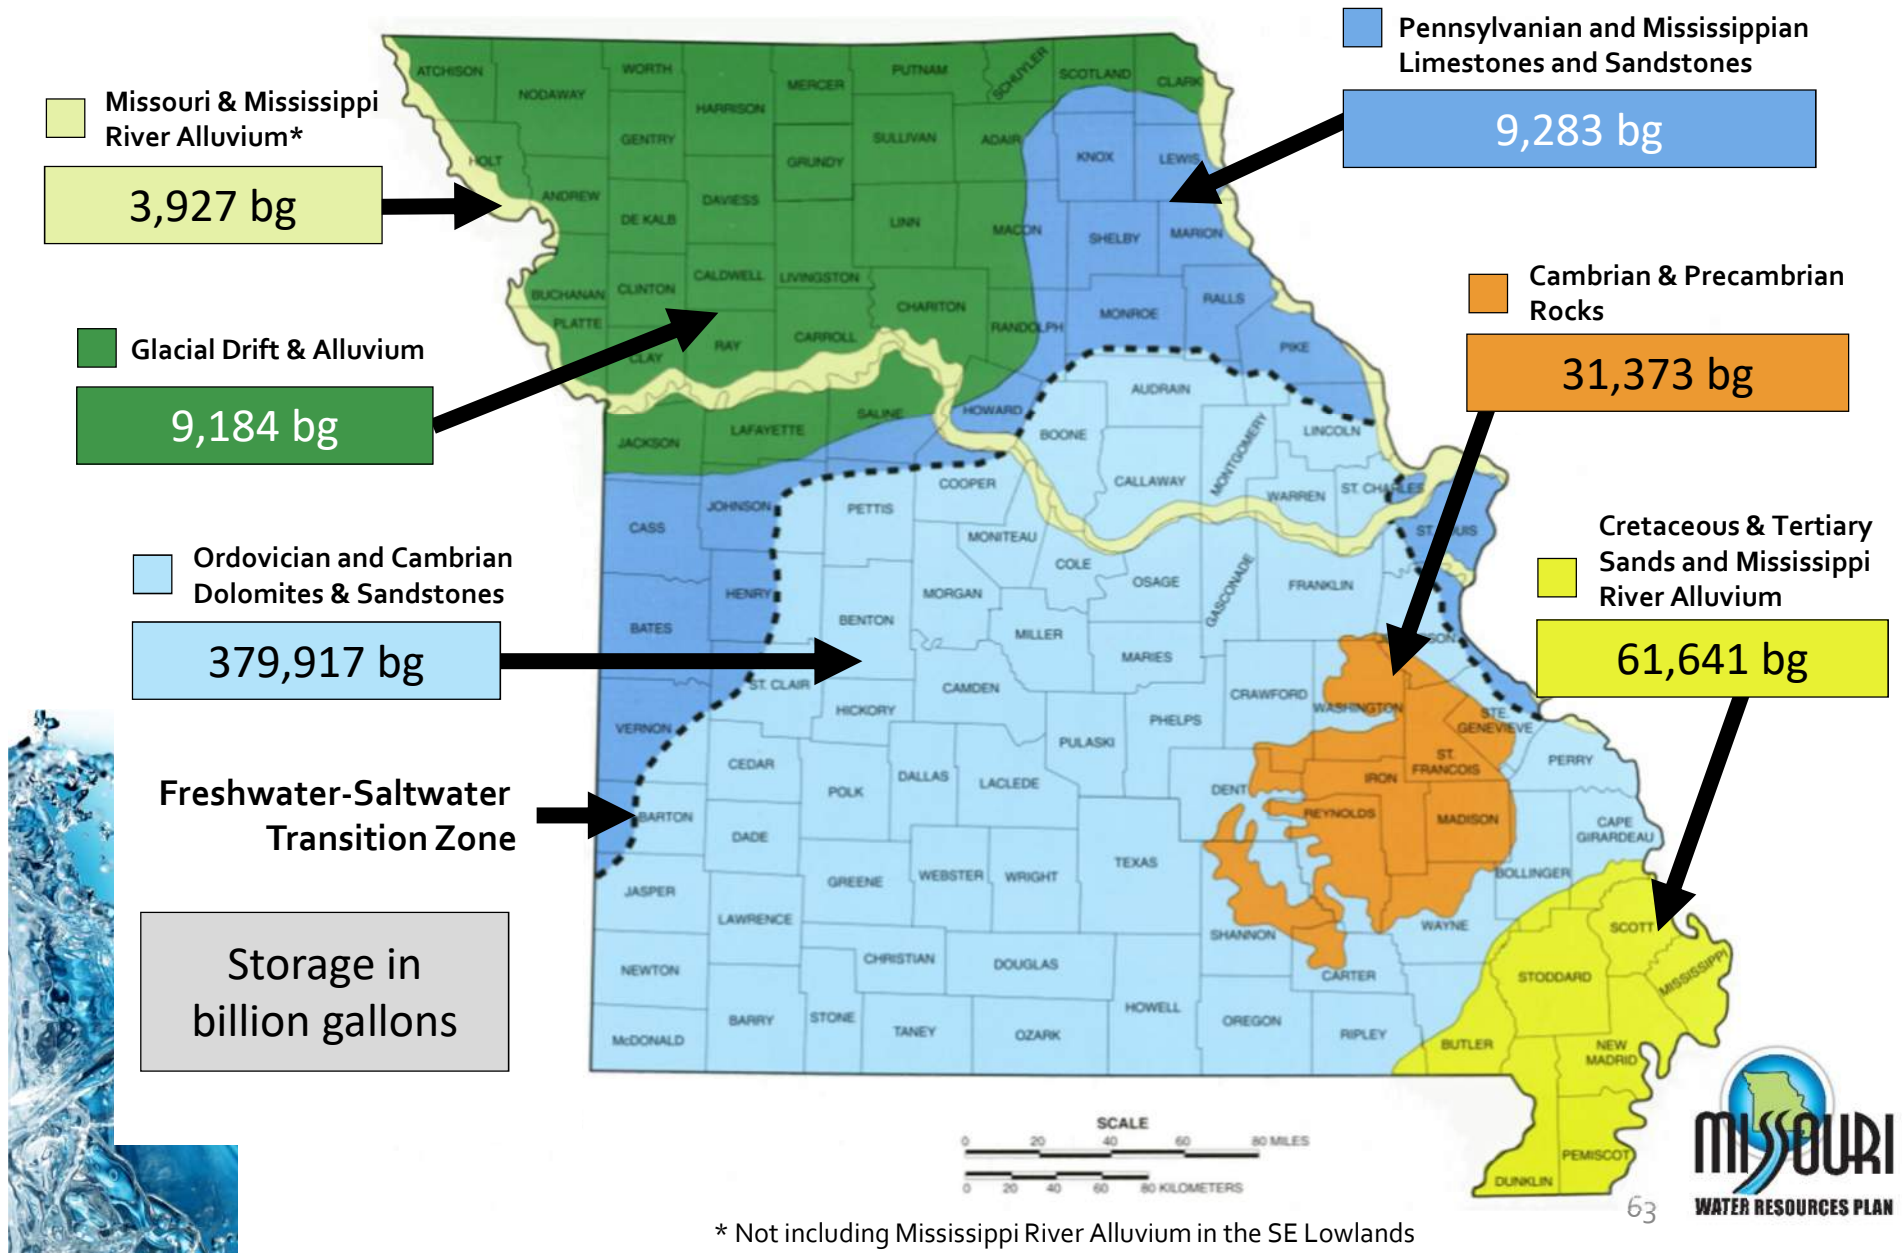 Pennsylvanian and Mississippian
Limestones and Sandstones
9,283 bg
Missouri & Mississippi
River Alluvium*
3,927 bg
Cambrian & Precambrian
Rocks
31,373 bg
Glacial Drift & Alluvium
9,184 bg
Cretaceous & Tertiary
Sands and Mississippi
River Alluvium
61,641 bg
Ordovician and Cambrian
Dolomites & Sandstones
379,917 bg
Freshwater-Saltwater
Transition Zone
Storage in
billion gallons
ATCHISON
NODAWAY
WORTH
HARRISON
MERCER
PUTNAM
SCHUYLER
SCOTLAND
CLARK
HOLT
GENTRY
GRUNDY
SULLIVAN
ADAIR
KNOX
LEWIS
ANDREW
DE KALB
DAVIESS
LINN
MACON
SHELBY
MARION
BUCHANAN
CLINTON
CALDWELL
LIVINGSTON
CHARITON
RANDOLPH
MONROE
RALLS
PLATTE
CLAY
RAY
CARROLL
PIKE
JACKSON
LAFAYETTE
SALINE
HOWARD
BOONE
AUDRAIN
MONTGOMERY
LINCOLN
CALLAWAY
WARREN
ST. CHARLES
CASS
JOHNSON
PETTIS
COOPER
MONITEAU
COLE
OSAGE
GASCONADE
FRANKLIN
ST. LOUIS
BATES
HENRY
BENTON
MORGAN
MILLER
MARIES
JEFFERSON
ST. CLAIR
HICKORY
CAMDEN
PHELPS
CRAWFORD
WASHINGTON
STE.
GENEVIEVE
VERNON
CEDAR
POLK
DALLAS
LACLEDE
PULASKI
DENT
IRON
ST.
FRANCOIS
PERRY
BARTON
DADE
REYNOLDS
MADISON
CAPE
GIRARDEAU
JASPER
GREENE
WEBSTER
WRIGHT
TEXAS
BOLLINGER
LAWRENCE
SHANNON
WAYNE
SCOTT
NEWTON
CHRISTIAN
DOUGLAS
CARTER
STODDARD
MISSISSIPPI
McDONALD
BARRY
STONE
TANEY
OZARK
HOWELL
OREGON
RIPLEY
BUTLER
NEW
MADRID
PEMISCOT
DUNKLIN
SCALE
0 20 40 60 80 MILES
0 20 40 60 80 KILOMETERS
63
MISSOURI
WATER RESOURCES PLAN
* Not including Mississippi River Alluvium in the SE Lowlands